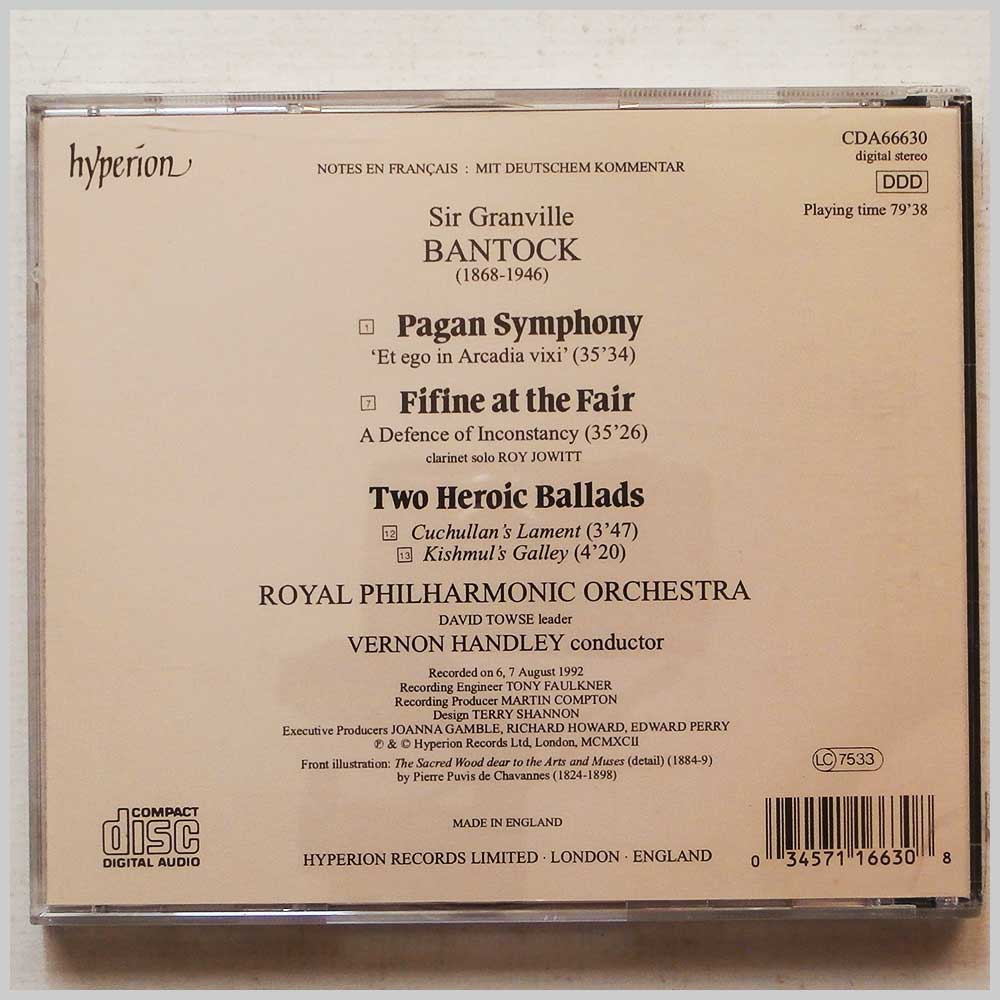 hyperion
NOTES EN FRANÇAIS : MIT DEUTSCHEM KOMMENTAR
CDA66630
digital stereo
DDD
Playing time 79'38
Sir Granville
BANTOCK
(1868-1946)
1 Pagan Symphony
'Et ego in Arcadia vixi' (35'34)
7 Fifine at the Fair
A Defence of Inconstancy (35'26)
clarinet solo ROY JOWITT
Two Heroic Ballads
12 Cuchullan's Lament (3'47)
13 Kishmul's Galley (4'20)
ROYAL PHILHARMONIC ORCHESTRA
DAVID TOWSE leader
VERNON HANDLEY conductor
Recorded on 6, 7 August 1992
Recording Engineer TONY FAULKNER
Recording Producer MARTIN COMPTON
Design TERRY SHANNON
Executive Producers JOANNA GAMBLE, RICHARD HOWARD, EDWARD PERRY
℗ & © Hyperion Records Ltd, London, MCMXCII
Front illustration: The Sacred Wood dear to the Arts and Muses (detail) (1884-9)
by Pierre Puvis de Chavannes (1824-1898)
LC 7533
COMPACT
disc
DIGITAL AUDIO
MADE IN ENGLAND
HYPERION RECORDS LIMITED · LONDON · ENGLAND
0 34571 16630 8